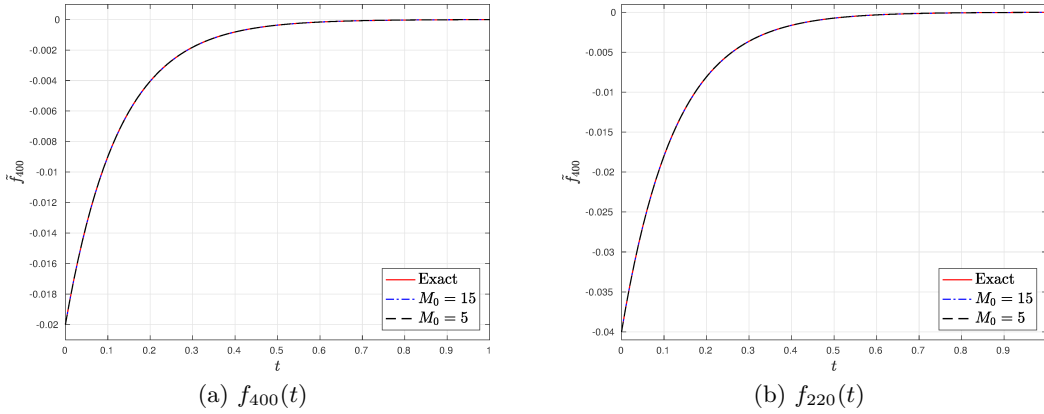 0
-0.002
-0.004
-0.006
-0.008
-0.01
-0.012
-0.014
-0.016
-0.018
-0.02
f̃₄₀₀
0 0.1 0.2 0.3 0.4 0.5 0.6 0.7 0.8 0.9 1
t
Exact
M₀ = 15
M₀ = 5
(a) f₄₀₀(t)
0
-0.005
-0.01
-0.015
-0.02
-0.025
-0.03
-0.035
-0.04
f̃₄₀₀
0 0.1 0.2 0.3 0.4 0.5 0.6 0.7 0.8 0.9
t
Exact
M₀ = 15
M₀ = 5
(b) f₂₂₀(t)